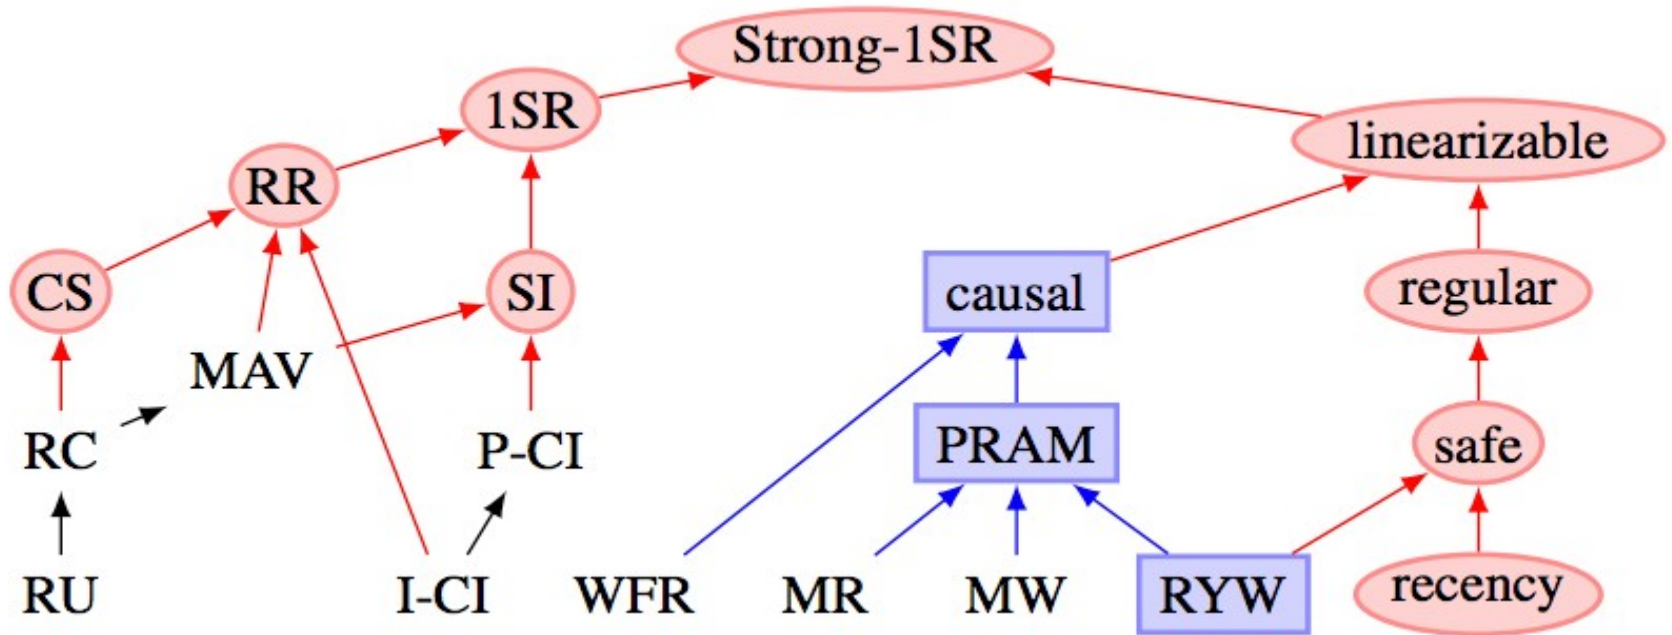 Strong-1SR
1SR
linearizable
RR
CS
SI
causal
regular
MAV
RC
P-CI
PRAM
safe
RU
I-CI
WFR
MR
MW
RYW
recency